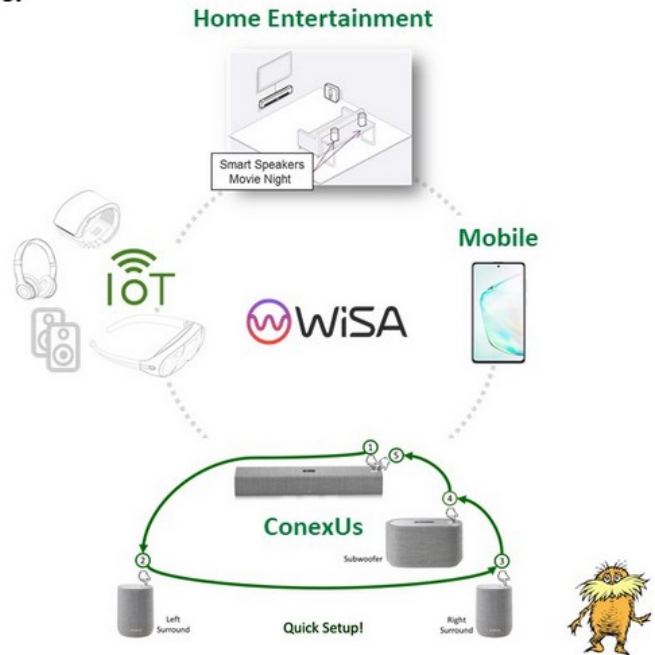 Home Entertainment
Smart Speakers
Movie Night
Mobile
IoT
WiSA
1
5
4
ConexUs
Subwoofer
2
3
Left
Surround
Quick Setup!
Right
Surround